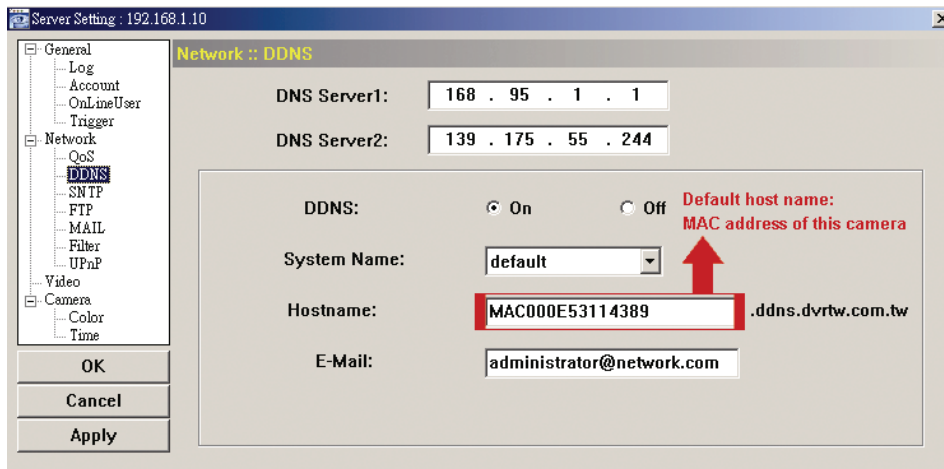 Server Setting : 192.168.1.10
General
Log
Account
OnLineUser
Trigger
Network
QoS
DDNS
SNTP
FTP
MAIL
Filter
UPnP
Video
Camera
Color
Time
OK
Cancel
Apply
Network :: DDNS
DNS Server1: 168 . 95 . 1 . 1
DNS Server2: 139 . 175 . 55 . 244
DDNS: On Off
Default host name:
MAC address of this camera
System Name: default
Hostname: MAC000E53114389 .ddns.dvrtw.com.tw
E-Mail: administrator@network.com